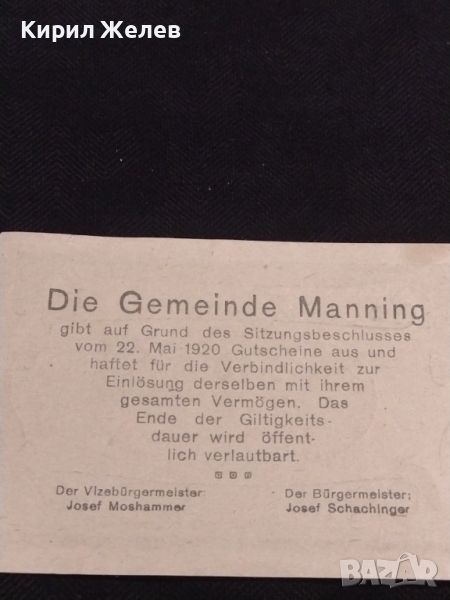 Кирил Желев
Die Gemeinde Manning
gibt auf Grund des Sitzungsbeschlusses
vom 22. Mai 1920 Gutscheine aus und
haftet für die Verbindlichkeit zur
Einlösung derselben mit ihrem
gesamten Vermögen. Das
Ende der Giltigkeits-
dauer wird öffent-
lich verlautbart.
Der Vizebürgermeister: Der Bürgermeister:
Josef Moshammer Josef Schachinger
BAZAR